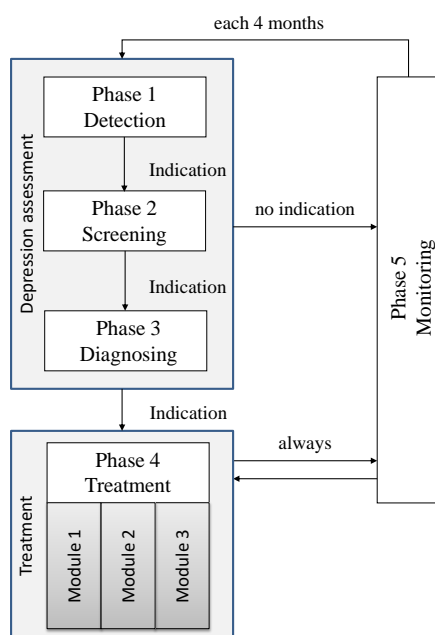 each 4 months
Depression assessment
Phase 1
Detection
Indication
Phase 2
Screening
no indication
Indication
Phase 3
Diagnosing
Phase 5
Monitoring
Indication
Treatment
Phase 4
Treatment
always
Module 1
Module 2
Module 3